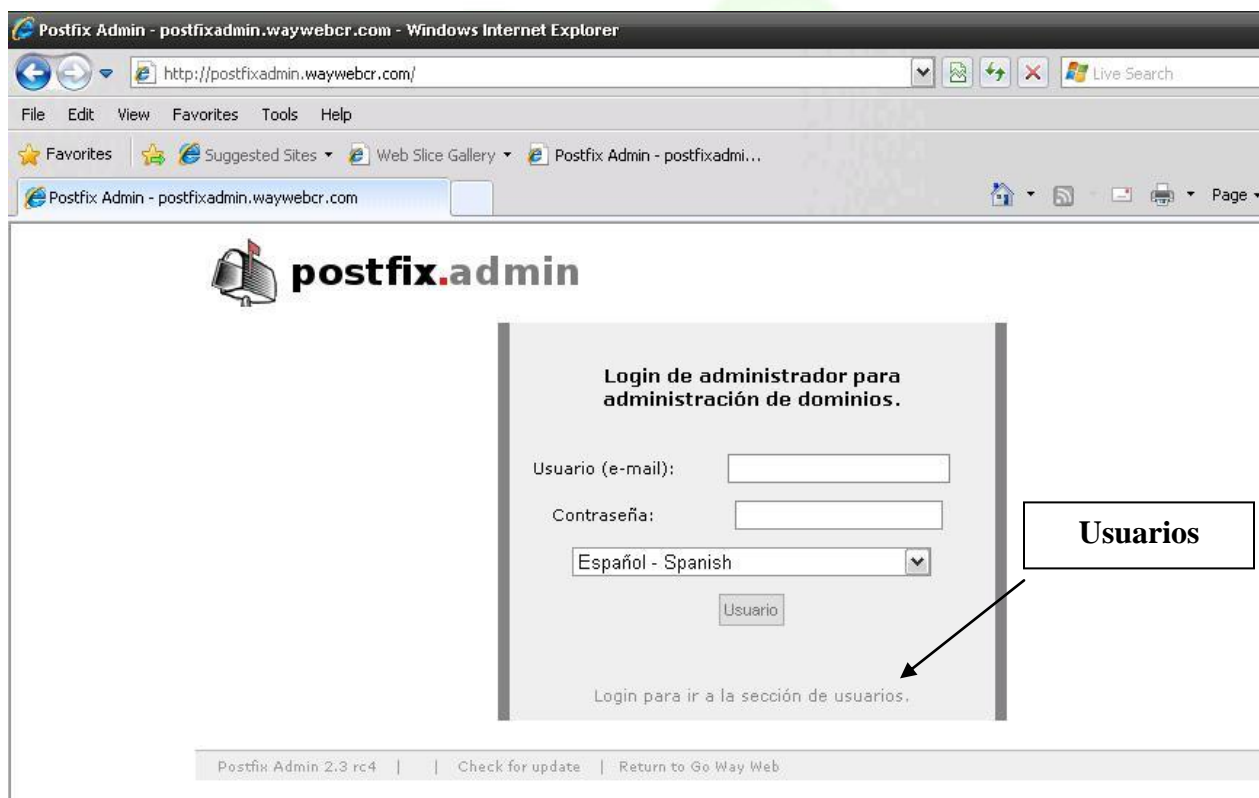 Postfix Admin - postfixadmin.waywebcr.com - Windows Internet Explorer
http://postfixadmin.waywebcr.com/
Live Search
File Edit View Favorites Tools Help
Favorites Suggested Sites Web Slice Gallery Postfix Admin - postfixadmi...
Postfix Admin - postfixadmin.waywebcr.com
Page
postfix.admin
Login de administrador para
administración de dominios.
Usuario (e-mail):
Contraseña:
Usuarios
Español - Spanish
Usuario
Login para ir a la sección de usuarios.
Postfix Admin 2.3 rc4 | | Check for update | Return to Go Way Web